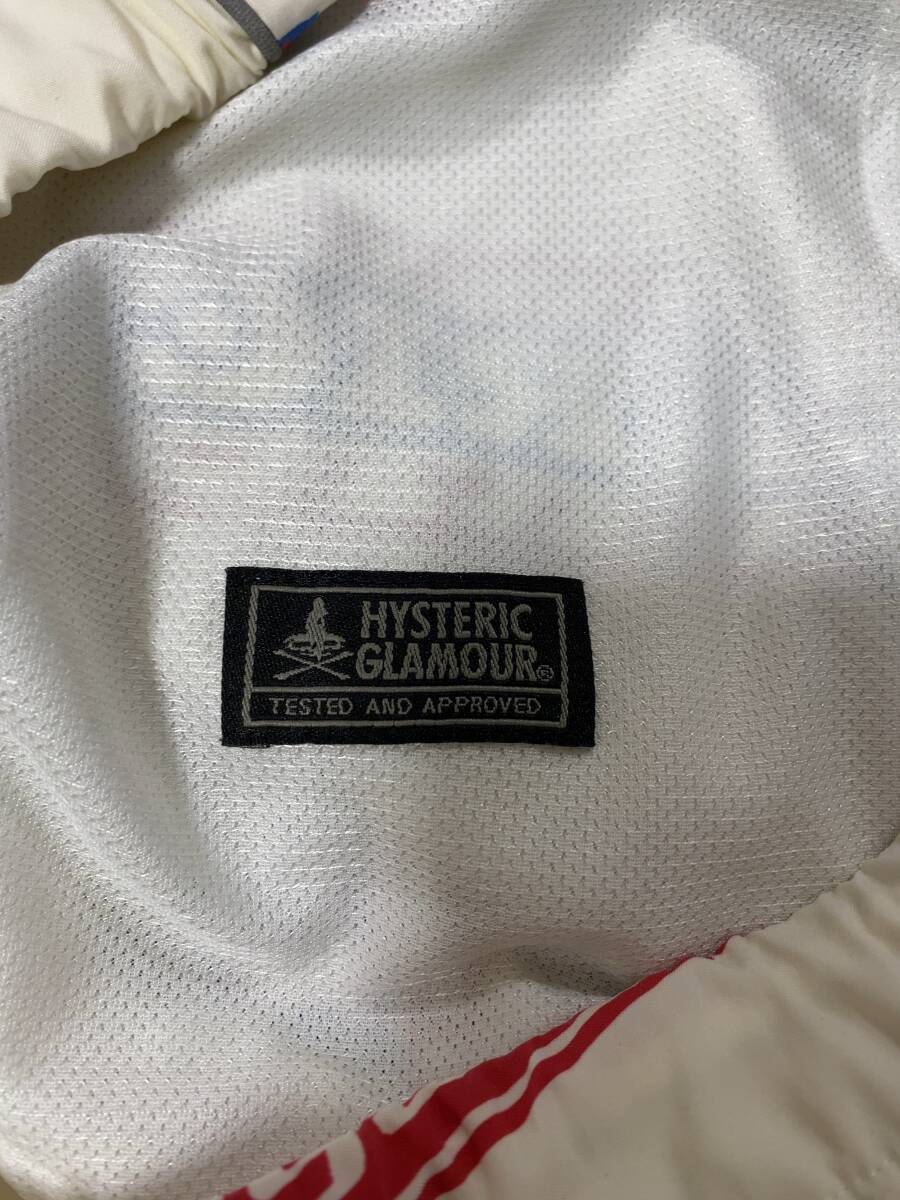 HYSTERIC
GLAMOUR®
TESTED AND APPROVED